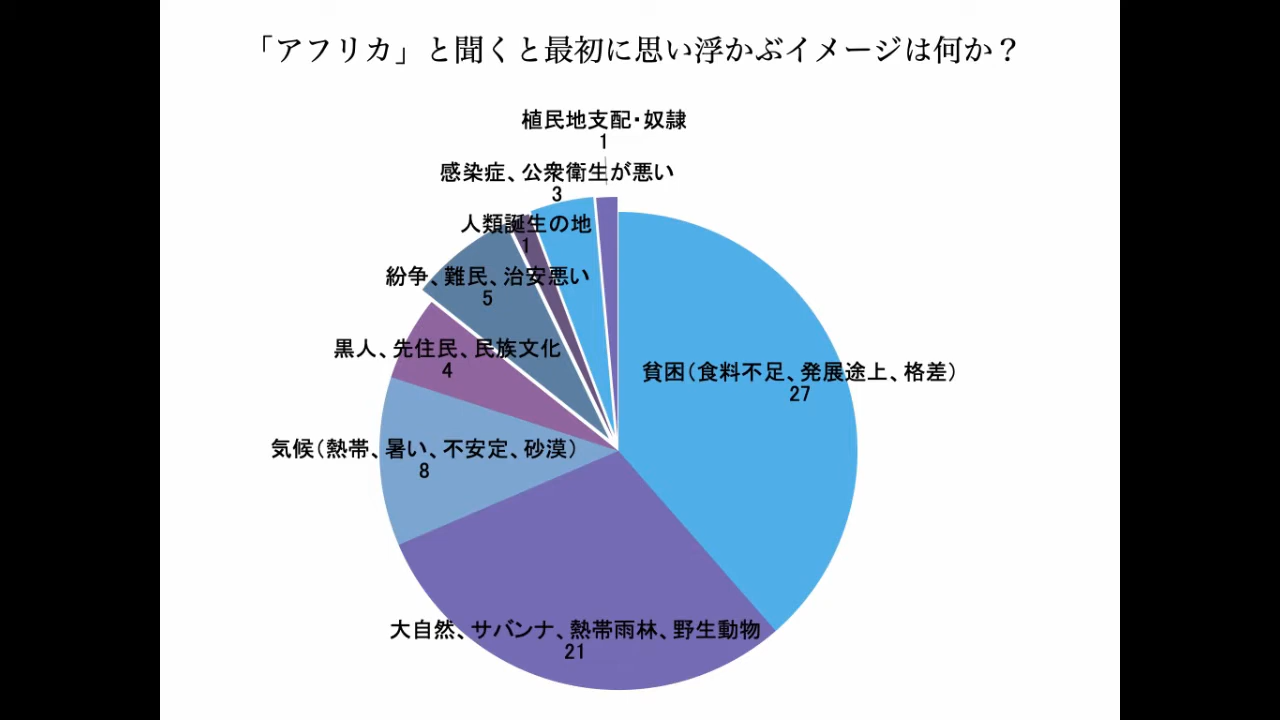 「アフリカ」と聞くと最初に思い浮かぶイメージは何か？
植民地支配・奴隷
1
感染症、公衆衛生が悪い
3
人類誕生の地
1
紛争、難民、治安悪い
5
黒人、先住民、民族文化
4
貧困（食料不足、発展途上、格差）
27
気候（熱帯、暑い、不安定、砂漠）
8
大自然、サバンナ、熱帯雨林、野生動物
21